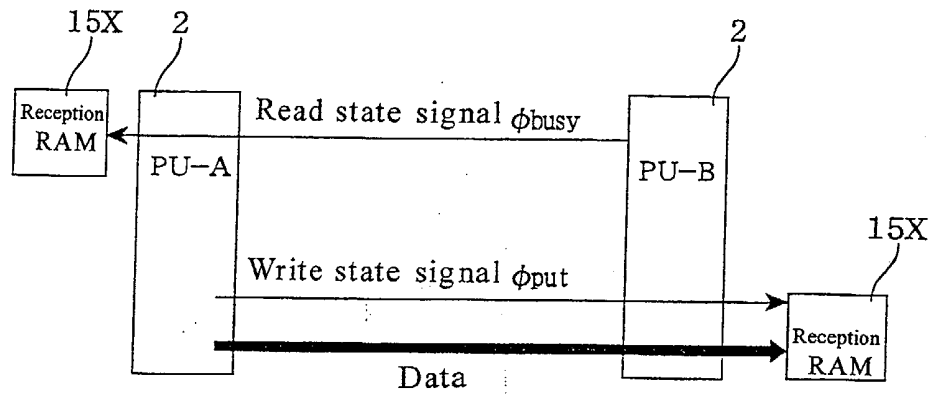 15X
2
2
Reception
RAM
Read state signal ϕbusy
PU-A
PU-B
15X
Write state signal ϕput
Reception
RAM
Data